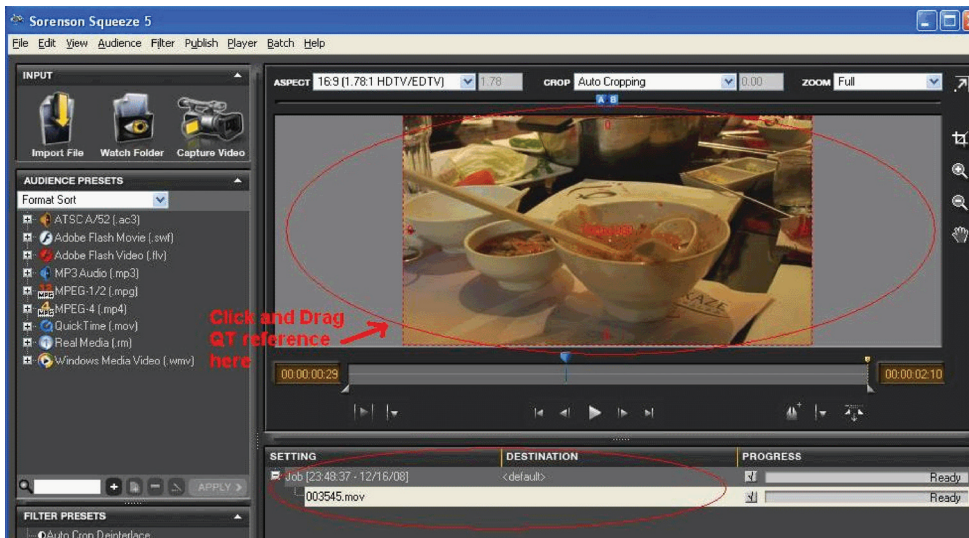 Sorenson Squeeze 5
File Edit View Audience Filter Publish Player Batch Help
INPUT
Import File Watch Folder Capture Video
ASPECT 16:9 (1.78:1 HDTV/EDTV) 1.78 CROP Auto Cropping 0.00 ZOOM Full
A B
AUDIENCE PRESETS
Format Sort
ATSC A/52 (.ac3)
Adobe Flash Movie (.swf)
Adobe Flash Video (.flv)
MP3 Audio (.mp3)
MPEG-1/2 (.mpg)
MPEG-4 (.mp4)
QuickTime (.mov)
Real Media (.rm)
Windows Media Video (.wmv)
Click and Drag
QT reference
here
0
0
KAZE
00:00:00:29
00:00:02:10
APPLY >
SETTING DESTINATION PROGRESS
Job [23:48:37 - 12/16/08] <default> Ready
003545.mov Ready
FILTER PRESETS
Auto Crop Deinterlace